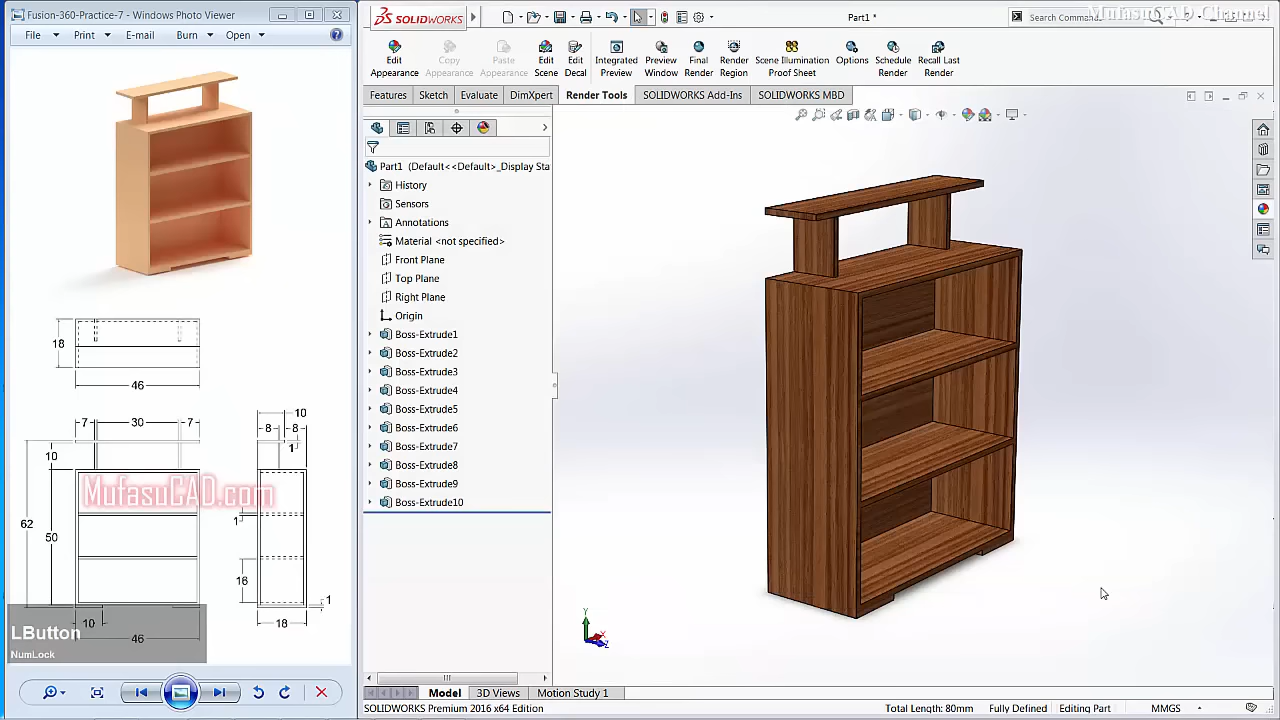 Fusion-360-Practice-7 - Windows Photo Viewer
File Print E-mail Burn Open
18
46
7 30 7
10
62
50
10
46
10
8 8
1
1
16
1
18
MufasuCAD.com
LButton
NumLock
SOLIDWORKS
Part1 *
Search Command
MufasuCAD Channel
Edit Appearance
Copy Appearance
Paste Appearance
Edit Scene
Edit Decal
Integrated Preview
Preview Window
Final Render
Render Region
Scene Illumination Proof Sheet
Options
Schedule Render
Recall Last Render
Features Sketch Evaluate DimXpert Render Tools SOLIDWORKS Add-Ins SOLIDWORKS MBD
Part1 (Default<<Default>_Display Sta
History
Sensors
Annotations
Material <not specified>
Front Plane
Top Plane
Right Plane
Origin
Boss-Extrude1
Boss-Extrude2
Boss-Extrude3
Boss-Extrude4
Boss-Extrude5
Boss-Extrude6
Boss-Extrude7
Boss-Extrude8
Boss-Extrude9
Boss-Extrude10
Y
X
Z
Model 3D Views Motion Study 1
SOLIDWORKS Premium 2016 x64 Edition
Total Length: 80mm Fully Defined Editing Part MMGS